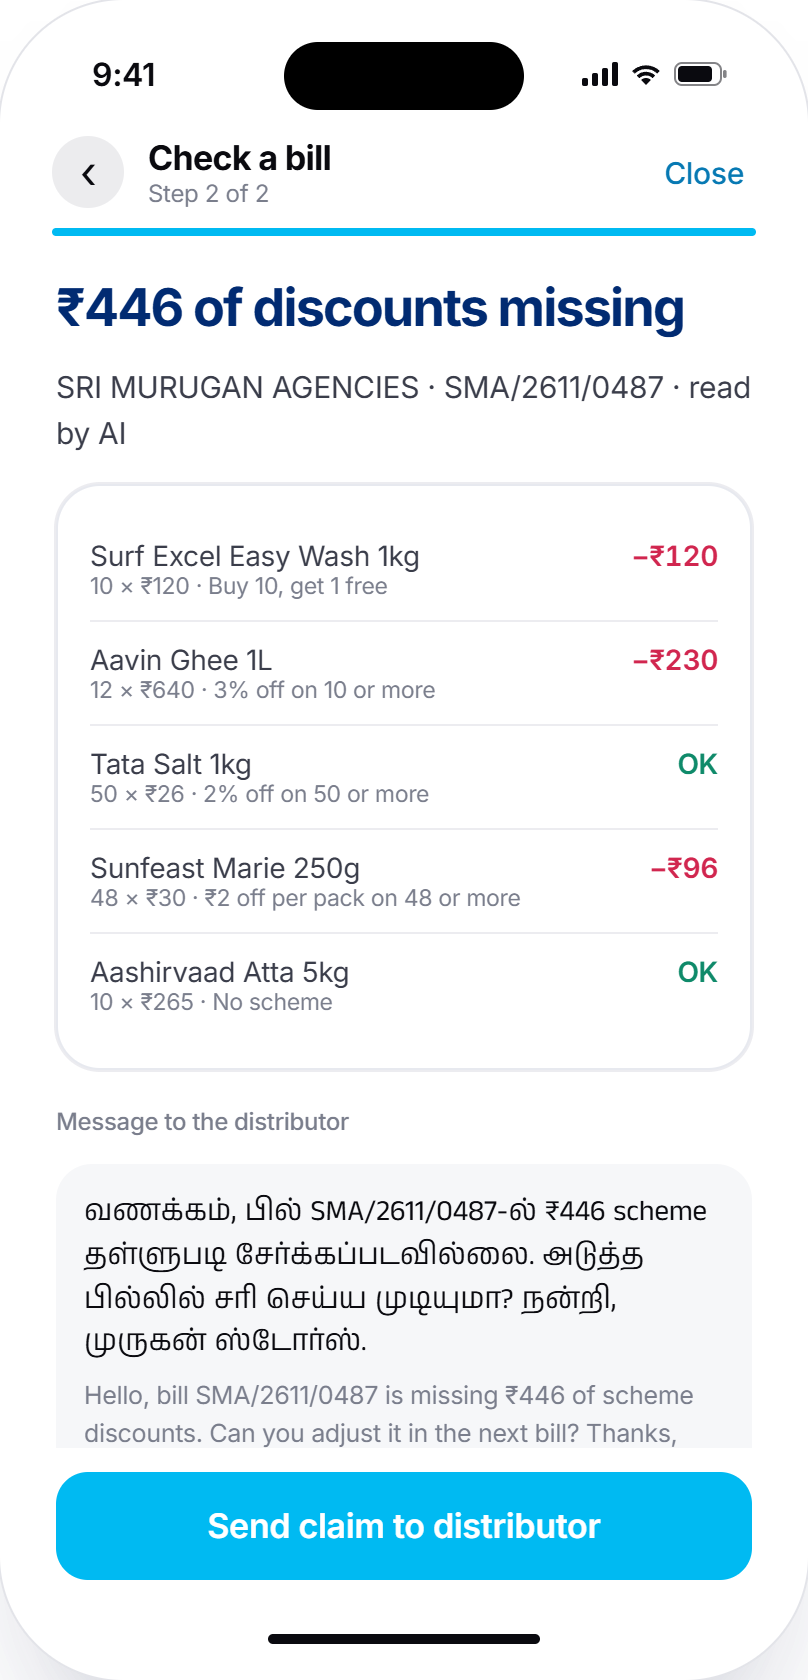 9:41
Check a bill
Step 2 of 2
Close
₹446 of discounts missing
SRI MURUGAN AGENCIES · SMA/2611/0487 · read
by AI
Surf Excel Easy Wash 1kg
–₹120
10 × ₹120 · Buy 10, get 1 free
Aavin Ghee 1L
–₹230
12 × ₹640 · 3% off on 10 or more
Tata Salt 1kg
OK
50 × ₹26 · 2% off on 50 or more
Sunfeast Marie 250g
–₹96
48 × ₹30 · ₹2 off per pack on 48 or more
Aashirvaad Atta 5kg
OK
10 × ₹265 · No scheme
Message to the distributor
வணக்கம், பில் SMA/2611/0487-ல் ₹446 scheme
தள்ளுபடி சேர்க்கப்படவில்லை. அடுத்த
பில்லில் சரி செய்ய முடியுமா? நன்றி,
முருகன் ஸ்டோர்ஸ்.
Hello, bill SMA/2611/0487 is missing ₹446 of scheme
discounts. Can you adjust it in the next bill? Thanks,
Send claim to distributor